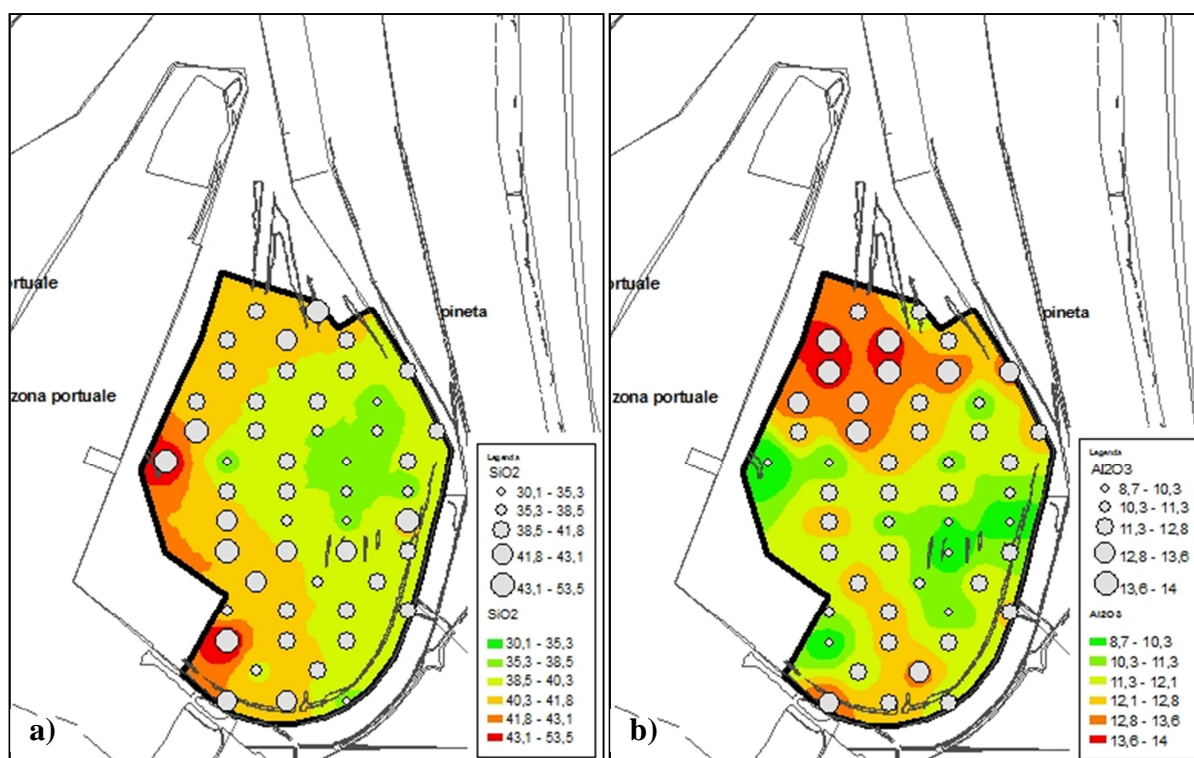 ortuale
pineta
zona portuale
Legenda
SiO2
30,1 - 35,3
35,3 - 38,5
38,5 - 41,8
41,8 - 43,1
43,1 - 53,5
SiO2
30,1 - 35,3
35,3 - 38,5
38,5 - 40,3
40,3 - 41,8
41,8 - 43,1
43,1 - 53,5
a)
ortuale
pineta
zona portuale
Legenda
Al2O3
8,7 - 10,3
10,3 - 11,3
11,3 - 12,8
12,8 - 13,6
13,6 - 14
Al2O3
8,7 - 10,3
10,3 - 11,3
11,3 - 12,1
12,1 - 12,8
12,8 - 13,6
13,6 - 14
b)